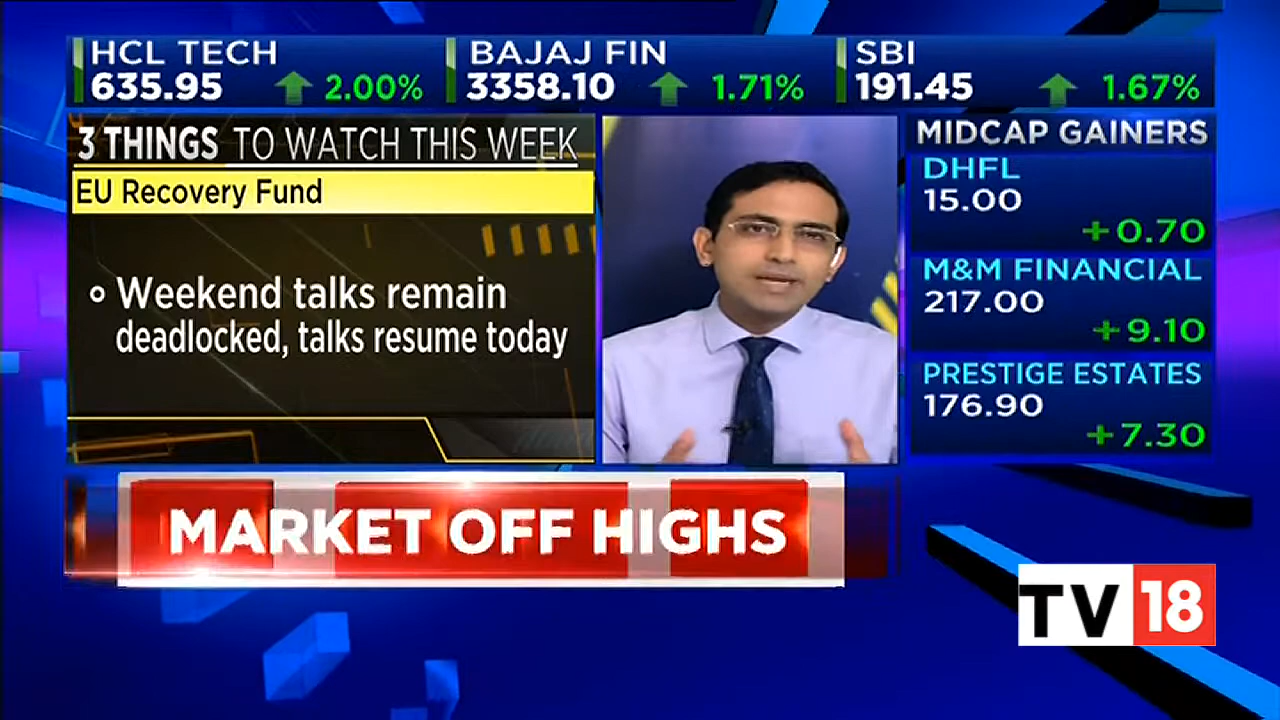 HCL TECH
635.95 2.00%
BAJAJ FIN
3358.10 1.71%
SBI
191.45 1.67%
3 THINGS TO WATCH THIS WEEK
EU Recovery Fund
Weekend talks remain
deadlocked, talks resume today
MIDCAP GAINERS
DHFL
15.00
+0.70
M&M FINANCIAL
217.00
+9.10
PRESTIGE ESTATES
176.90
+7.30
MARKET OFF HIGHS
TV18